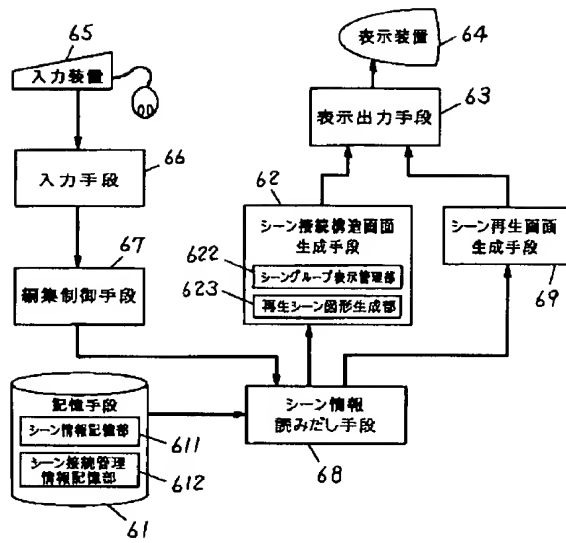 65
入力装置
66
入力手段
67
編集制御手段
記憶手段
シーン情報記憶部
611
シーン接続管理
情報記憶部
612
61
表示装置
64
表示出力手段
63
62
シーン接続構造画面
生成手段
622
シーングループ表示管理部
623
再生シーン図形生成部
シーン再生画面
生成手段
69
シーン情報
読みだし手段
68